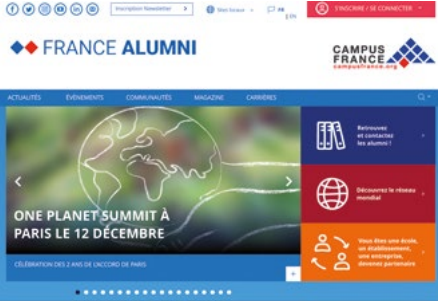 Inscription Newsletter
Mes locaux
FR
| EN
S'INSCRIRE / SE CONNECTER
FRANCE ALUMNI
CAMPUS
FRANCE
campusfrance.org
ACTUALITÉS ÉVÉNEMENTS COMMUNAUTÉS MAGAZINE CARRIÈRES
Retrouvez
et contactez
les alumni !
Découvrez le réseau
mondial
ONE PLANET SUMMIT À
PARIS LE 12 DÉCEMBRE
CÉLÉBRATION DES 2 ANS DE L'ACCORD DE PARIS
Vous êtes une école,
un établissement,
une entreprise,
devenez partenaire